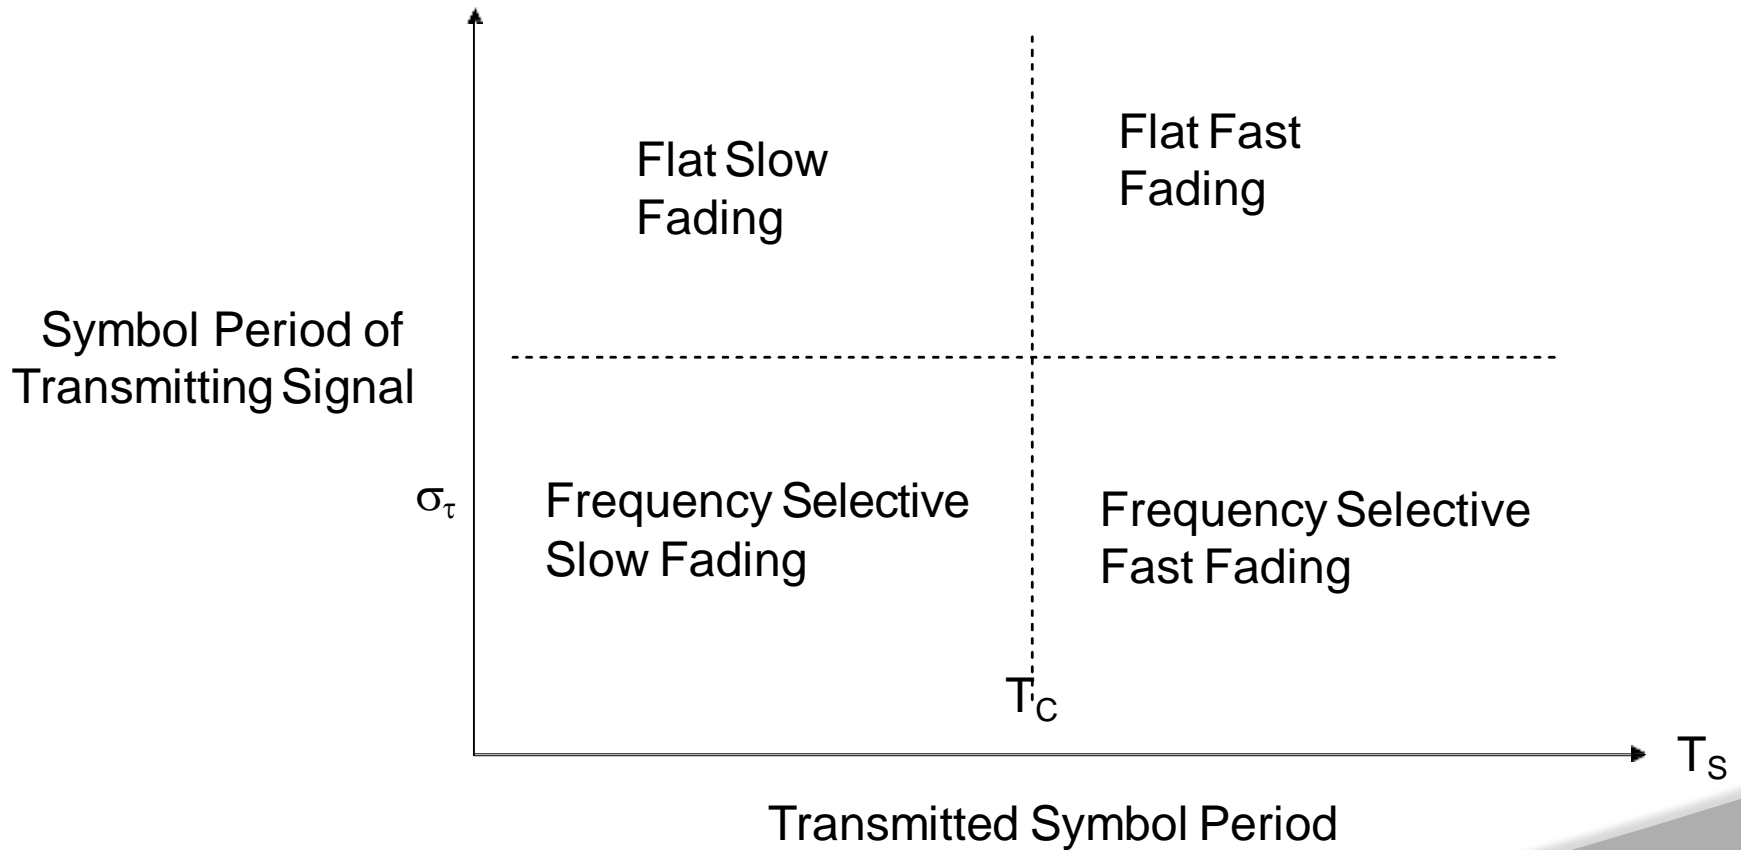 Flat Slow
Fading
Flat Fast
Fading
Symbol Period of
Transmitting Signal
στ
Frequency Selective
Slow Fading
Frequency Selective
Fast Fading
TC
TS
Transmitted Symbol Period